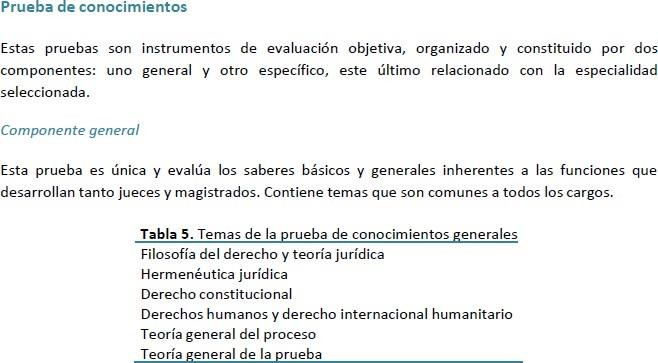 Prueba de conocimientos
Estas pruebas son instrumentos de evaluación objetiva, organizado y constituido por dos
componentes: uno general y otro específico, este último relacionado con la especialidad
seleccionada.
Componente general
Esta prueba es única y evalúa los saberes básicos y generales inherentes a las funciones que
desarrollan tanto jueces y magistrados. Contiene temas que son comunes a todos los cargos.
Tabla 5. Temas de la prueba de conocimientos generales
Filosofía del derecho y teoría jurídica
Hermenéutica jurídica
Derecho constitucional
Derechos humanos y derecho internacional humanitario
Teoría general del proceso
Teoría general de la prueba